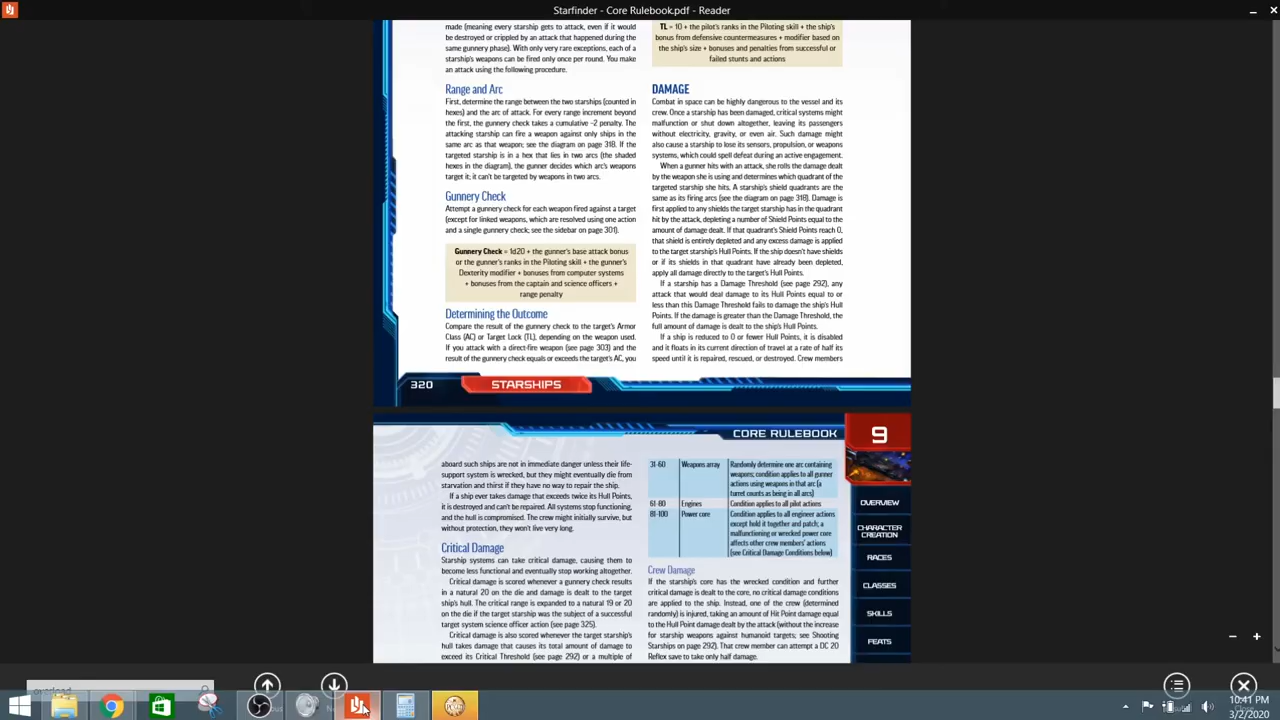 Starfinder - Core Rulebook.pdf - Reader
made (meaning every starship gets to attack, even if it would
be destroyed or crippled by an attack that happened during the
same gunnery phase). With only very rare exceptions, each of a
starship's weapons can be fired only once per round. You make
an attack using the following procedure.
Range and Arc
First, determine the range between the two starships (counted in
hexes) and the arc of attack. For every range increment beyond
the first, the gunnery check takes a cumulative -2 penalty. The
attacking starship can fire a weapon against only ships in the
same arc as that weapon; see the diagram on page 318. If the
targeted starship is in a hex that lies in two arcs (the shaded
hexes in the diagram), the gunner decides which arc's weapons
target it; it can't be targeted by weapons in two arcs.
Gunnery Check
Attempt a gunnery check for each weapon fired against a target
(except for linked weapons, which are resolved using one action
and a single gunnery check; see the sidebar on page 301).
Gunnery Check = 1d20 + the gunner's base attack bonus
or the gunner's ranks in the Piloting skill + the gunner's
Dexterity modifier + bonuses from computer systems
+ bonuses from the captain and science officers +
range penalty
Determining the Outcome
Compare the result of the gunnery check to the target's Armor
Class (AC) or Target Lock (TL), depending on the weapon used.
If you attack with a direct-fire weapon (see page 303) and the
result of the gunnery check equals or exceeds the target's AC, you
TL = 10 + the pilot's ranks in the Piloting skill + the ship's
bonus from defensive countermeasures + modifier based on
the ship's size + bonuses and penalties from successful or
failed stunts and actions
DAMAGE
Combat in space can be highly dangerous to the vessel and its
crew. Once a starship has been damaged, critical systems might
malfunction or shut down altogether, leaving its passengers
without electricity, gravity, or even air. Such damage might
also cause a starship to lose its sensors, propulsion, or weapons
systems, which could spell defeat during an active engagement.
When a gunner hits with an attack, she rolls the damage dealt
by the weapon she is using and determines which quadrant of the
targeted starship she hits. A starship's shield quadrants are the
same as its firing arcs (see the diagram on page 318). Damage is
first applied to any shields the target starship has in the quadrant
hit by the attack, depleting a number of Shield Points equal to the
amount of damage dealt. If that quadrant's Shield Points reach 0,
that shield is entirely depleted and any excess damage is applied
to the target starship's Hull Points. If the ship doesn't have shields
or if its shields in that quadrant have already been depleted,
apply all damage directly to the target's Hull Points.
If a starship has a Damage Threshold (see page 292), any
attack that would deal damage to its Hull Points equal to or
less than this Damage Threshold fails to damage the ship's Hull
Points. If the damage is greater than the Damage Threshold, the
full amount of damage is dealt to the ship's Hull Points.
If a ship is reduced to 0 or fewer Hull Points, it is disabled
and it floats in its current direction of travel at a rate of half its
speed until it is repaired, rescued, or destroyed. Crew members
320
STARSHIPS
CORE RULEBOOK
9
aboard such ships are not in immediate danger unless their life-
support system is wrecked, but they might eventually die from
starvation and thirst if they have no way to repair the ship.
If a ship ever takes damage that exceeds twice its Hull Points,
it is destroyed and can't be repaired. All systems stop functioning,
and the hull is compromised. The crew might initially survive, but
without protection, they won't live very long.
Critical Damage
Starship systems can take critical damage, causing them to
become less functional and eventually stop working altogether.
Critical damage is scored whenever a gunnery check results
in a natural 20 on the die and damage is dealt to the target
ship's hull. The critical range is expanded to a natural 19 or 20
on the die if the target starship was the subject of a successful
target system science officer action (see page 325).
Critical damage is also scored whenever the target starship's
hull takes damage that causes its total amount of damage to
exceed its Critical Threshold (see page 292) or a multiple of
31-60 Weapons array Randomly determine one arc containing
weapons; condition applies to all gunner
actions using weapons in that arc (a
turret counts as being in all arcs)
61-80 Engines Condition applies to all pilot actions
81-100 Power core Condition applies to all engineer actions
except hold it together and patch; a
malfunctioning or wrecked power core
affects other crew members' actions
(see Critical Damage Conditions below)
Crew Damage
If the starship's core has the wrecked condition and further
critical damage is dealt to the core, no critical damage conditions
are applied to the ship. Instead, one of the crew (determined
randomly) is injured, taking an amount of Hit Point damage equal
to the Hull Point damage dealt by the attack (without the increase
for starship weapons against humanoid targets; see Shooting
Starships on page 292). That crew member can attempt a DC 20
Reflex save to take only half damage.
OVERVIEW
CHARACTER
CREATION
RACES
CLASSES
SKILLS
FEATS
overload
10:41 PM
3/2/2020